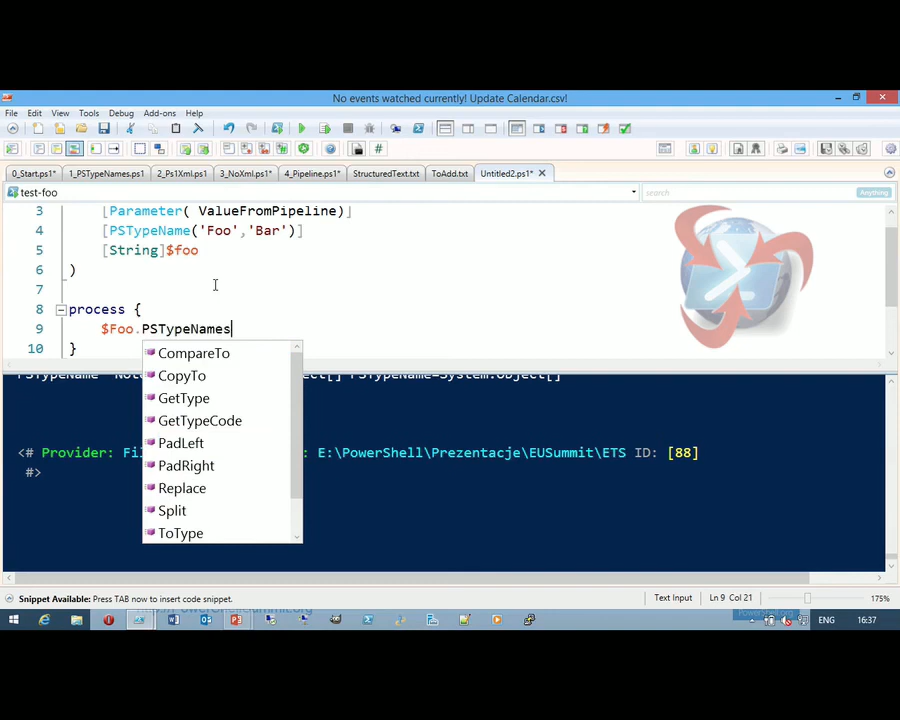 No events watched currently! Update Calendar.csv!
File Edit View Tools Debug Add-ons Help
0_Start.ps1* 1_PSTypeNames.ps1 2_Ps1Xml.ps1 3_NoXml.ps1* 4_Pipeline.ps1* StructuredText.txt ToAdd.txt Untitled2.ps1*
test-foo search Anything
3 [Parameter( ValueFromPipeline)]
4 [PSTypeName('Foo','Bar')]
5 [String]$foo
6 )
7
8 process {
9 $Foo.PSTypeNames
10 }
CompareTo
CopyTo
GetType
GetTypeCode
PadLeft
PadRight
Replace
Split
ToType
PSTypeName=System.Object[]
<# Provider: E:\PowerShell\Prezentacje\EUSummit\ETS ID: [88]
#>
Snippet Available: Press TAB now to insert code snippet. Text Input Ln 9 Col 21 175%
ENG 16:37